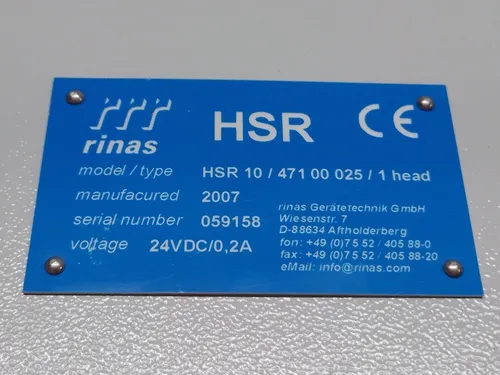 rinas
HSR
CE
model / type HSR 10 / 471 00 025 / 1 head
manufacured 2007
serial number 059158
voltage 24VDC/0,2A
rinas Gerätetechnik GmbH
Wiesenstr. 7
D-88634 Aftholderberg
fon: +49 (0)75 52 / 405 88-0
fax: +49 (0)75 52 / 405 88-20
eMail: info@rinas.com